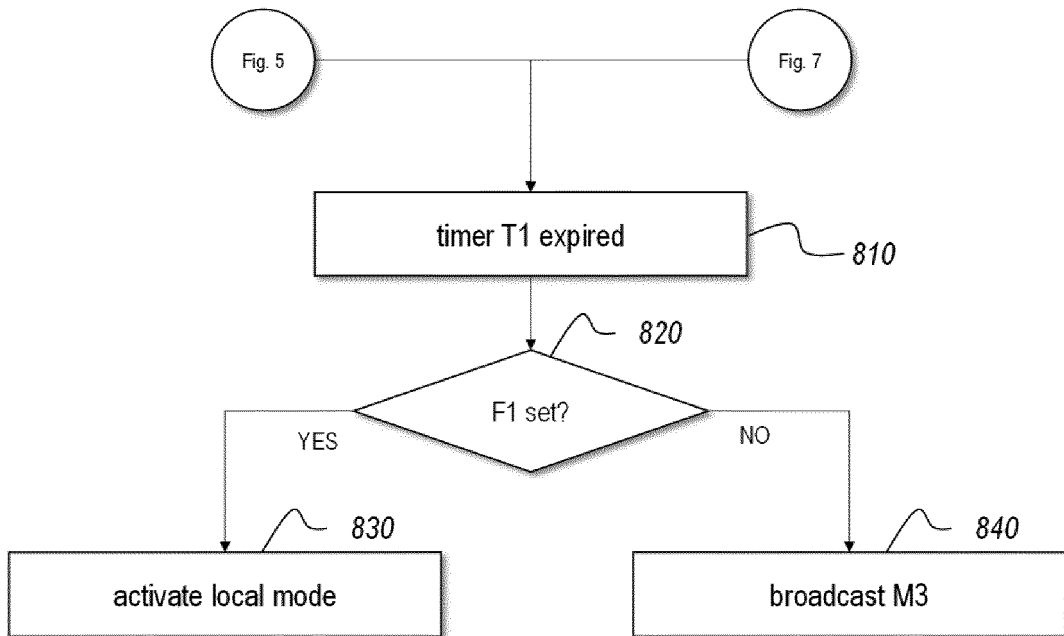 Fig. 5
Fig. 7
timer T1 expired
810
820
F1 set?
YES
NO
830
840
activate local mode
broadcast M3